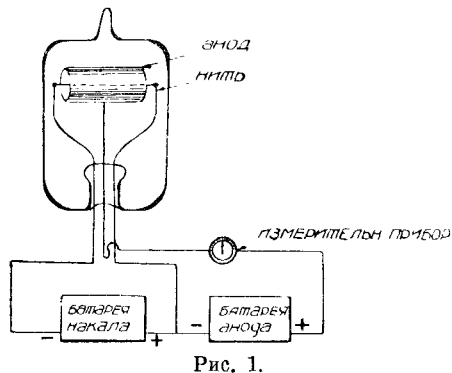 анод
нить
измерительн прибор
батарея
накала
- +
батарея
анода
- +
Рис. 1.